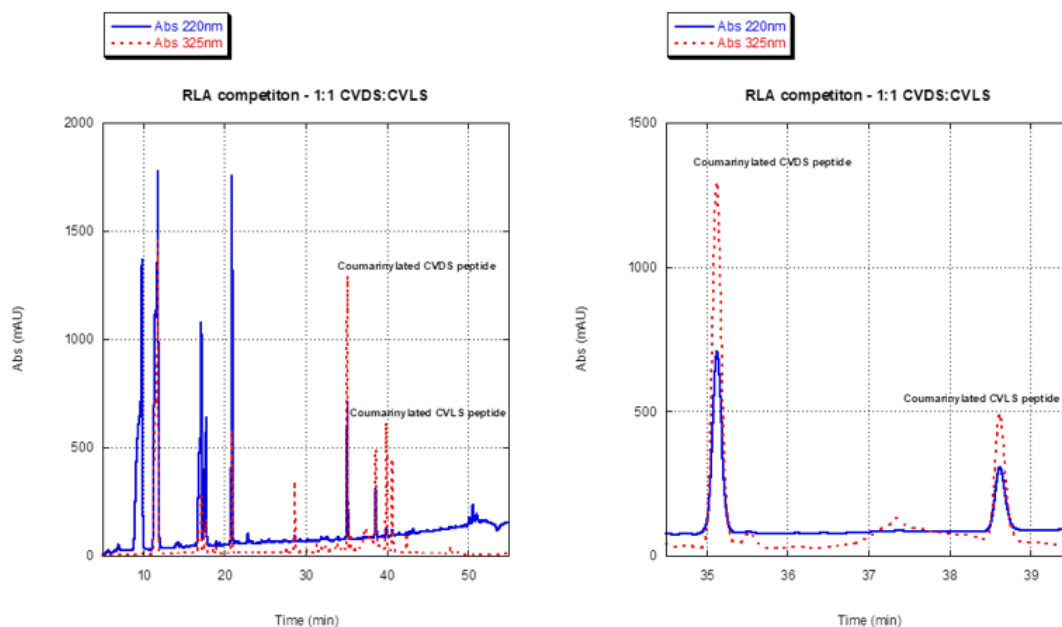 Abs 220nm
Abs 325nm
RLA competiton - 1:1 CVDS:CVLS
2000
1500
1000
500
0
Abs (mAU)
Coumarinylated CVDS peptide
Coumarinylated CVLS peptide
10
20
30
40
50
Time (min)
Abs 220nm
Abs 325nm
RLA competiton - 1:1 CVDS:CVLS
1500
1000
500
0
Abs (mAU)
Coumarinylated CVDS peptide
Coumarinylated CVLS peptide
35
36
37
38
39
Time (min)